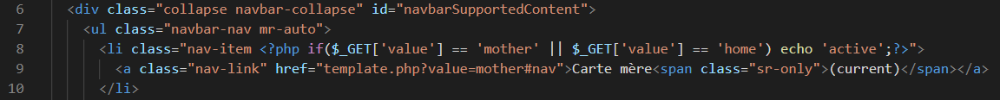 6 <div class="collapse navbar-collapse" id="navbarSupportedContent">
7 <ul class="navbar-nav mr-auto">
8 <li class="nav-item <?php if($_GET['value'] == 'mother' || $_GET['value'] == 'home') echo 'active';?>">
9 <a class="nav-link" href="template.php?value=mother#nav">Carte mère<span class="sr-only">(current)</span></a>
10 </li>